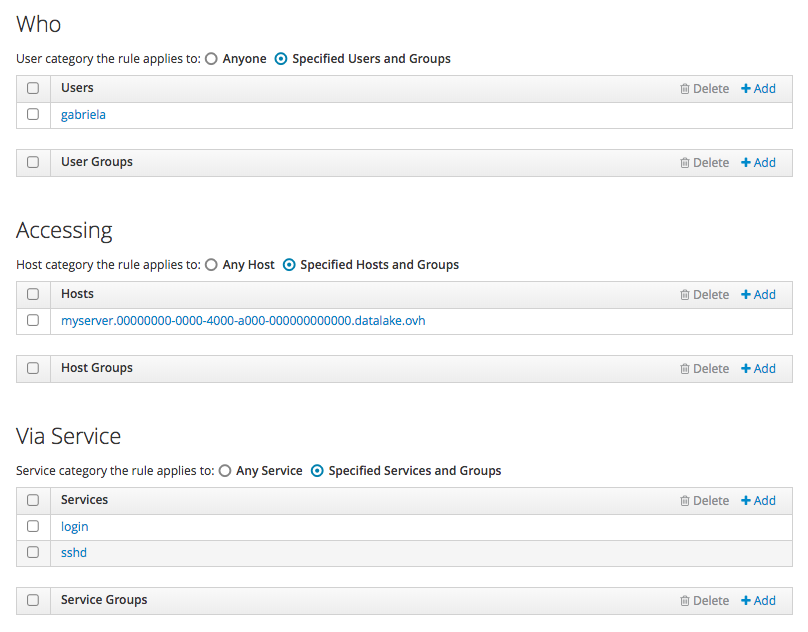 Who
User category the rule applies to: Anyone Specified Users and Groups
Users Delete Add
gabriela
User Groups Delete Add
Accessing
Host category the rule applies to: Any Host Specified Hosts and Groups
Hosts Delete Add
myserver.00000000-0000-4000-a000-000000000000.datalake.ovh
Host Groups Delete Add
Via Service
Service category the rule applies to: Any Service Specified Services and Groups
Services Delete Add
login
sshd
Service Groups Delete Add